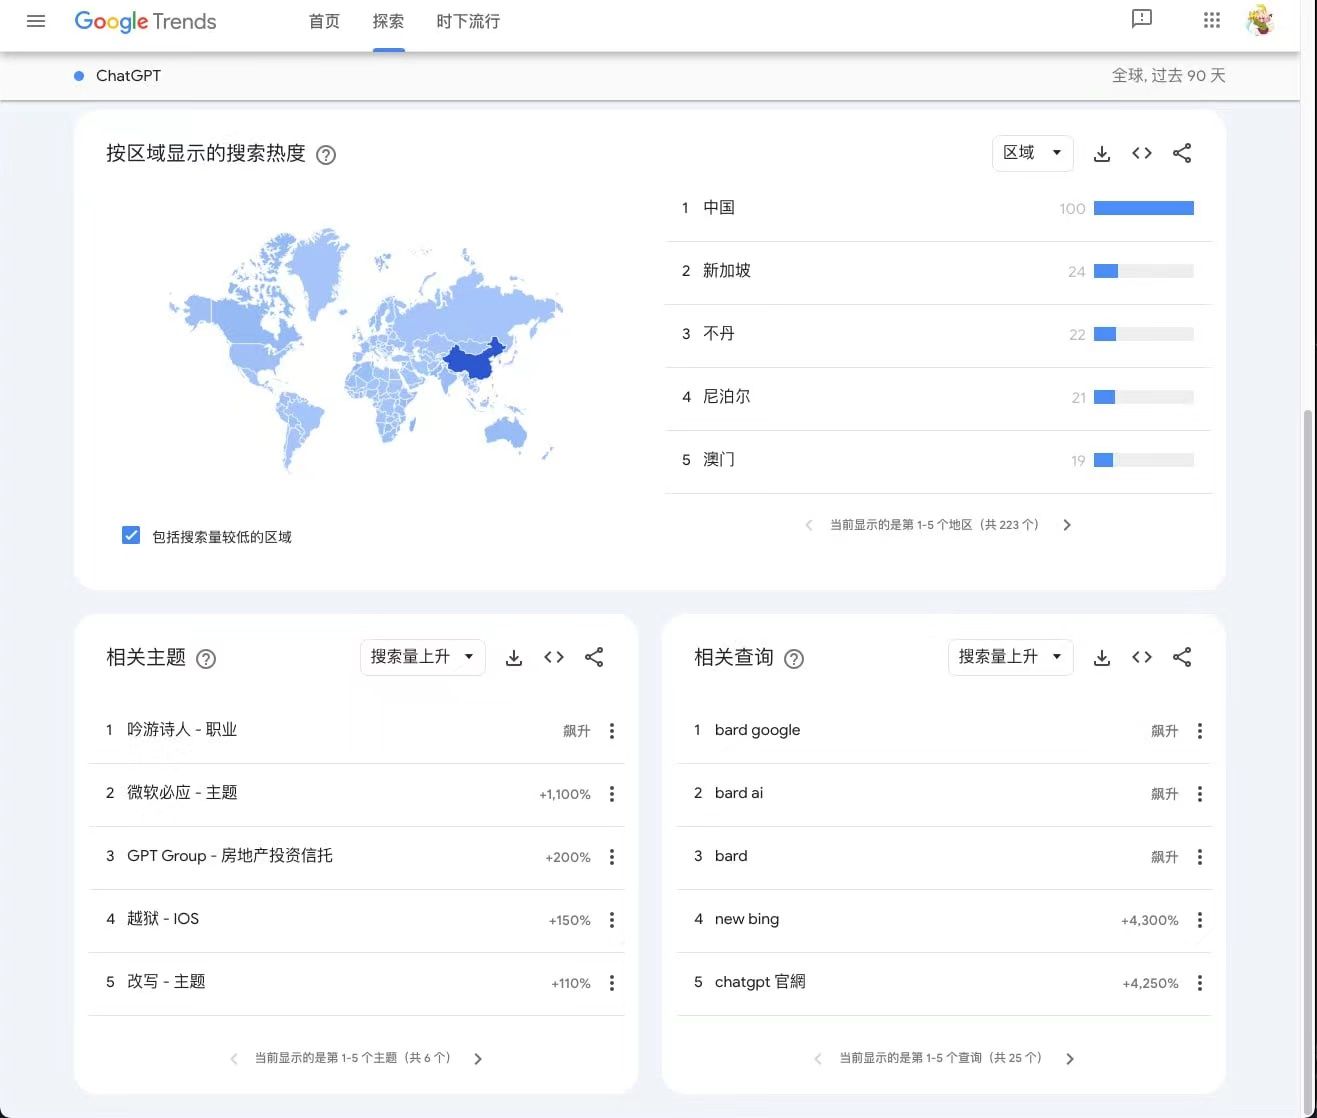 Google Trends 首页 探索 时下流行
ChatGPT 全球, 过去 90 天
按区域显示的搜索热度 区域
1 中国 100
2 新加坡 24
3 不丹 22
4 尼泊尔 21
5 澳门 19
当前显示的是第 1-5 个地区（共 223 个）
包括搜索量较低的区域
相关主题 搜索量上升
1 吟游诗人 - 职业 飙升
2 微软必应 - 主题 +1,100%
3 GPT Group - 房地产投资信托 +200%
4 越狱 - IOS +150%
5 改写 - 主题 +110%
当前显示的是第 1-5 个主题（共 6 个）
相关查询 搜索量上升
1 bard google 飙升
2 bard ai 飙升
3 bard 飙升
4 new bing +4,300%
5 chatgpt 官網 +4,250%
当前显示的是第 1-5 个查询（共 25 个）